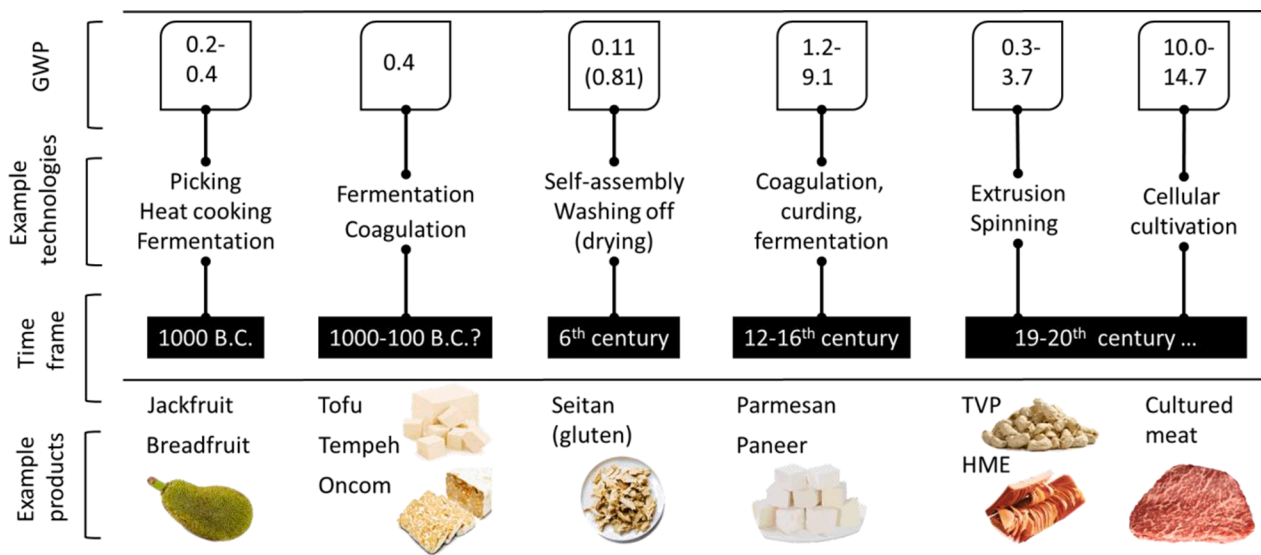 GWP
0.2-
0.4
0.4
0.11
(0.81)
1.2-
9.1
0.3-
3.7
10.0-
14.7
Example
technologies
Picking
Heat cooking
Fermentation
Fermentation
Coagulation
Self-assembly
Washing off
(drying)
Coagulation,
curding,
fermentation
Extrusion
Spinning
Cellular
cultivation
Time
frame
1000 B.C.
1000-100 B.C.?
6th century
12-16th century
19-20th century ...
Example
products
Jackfruit
Breadfruit
Tofu
Tempeh
Oncom
Seitan
(gluten)
Parmesan
Paneer
TVP
HME
Cultured
meat